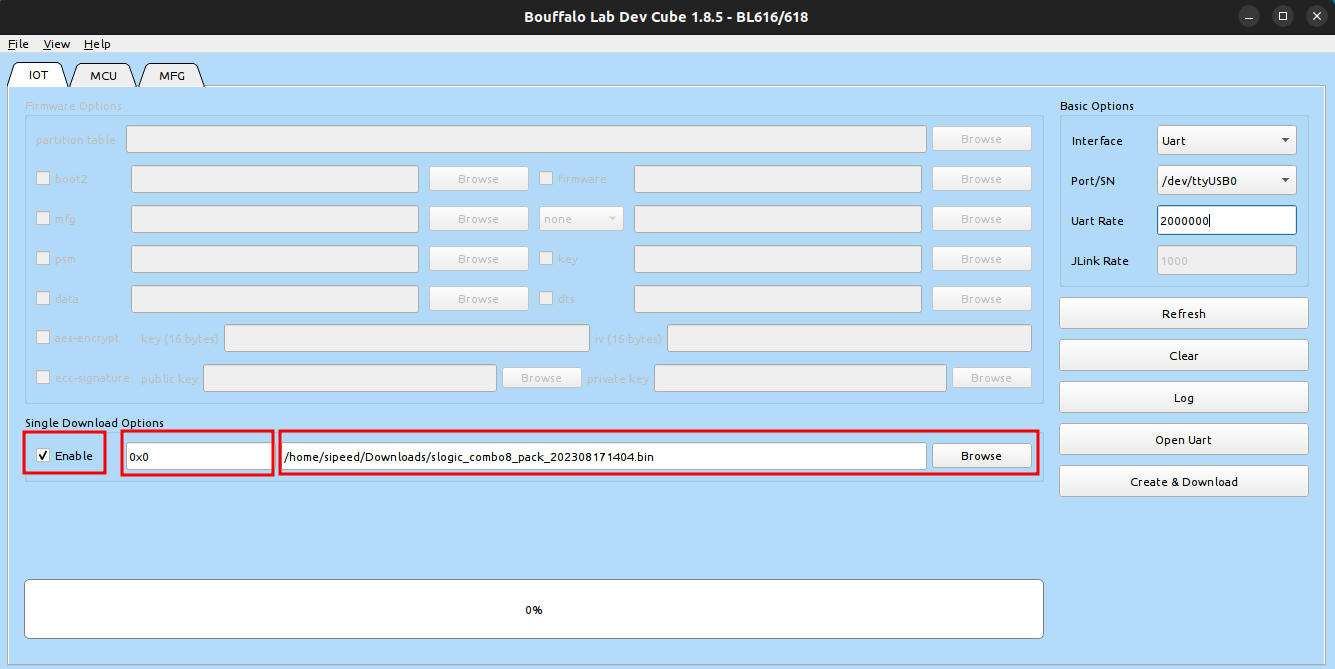 Bouffalo Lab Dev Cube 1.8.5 - BL616/618
File View Help
IOT MCU MFG
Firmware Options
partition table Browse
boot2 Browse firmware Browse
mfg Browse none Browse
psm Browse key Browse
data Browse dts Browse
aes-encrypt key (16 bytes) iv (16 bytes)
ecc-signature public key Browse private key Browse
Single Download Options
Enable 0x0 /home/sipeed/Downloads/slogic_combo8_pack_202308171404.bin Browse
0%
Basic Options
Interface Uart
Port/SN /dev/ttyUSB0
Uart Rate 2000000
JLink Rate 1000
Refresh
Clear
Log
Open Uart
Create & Download